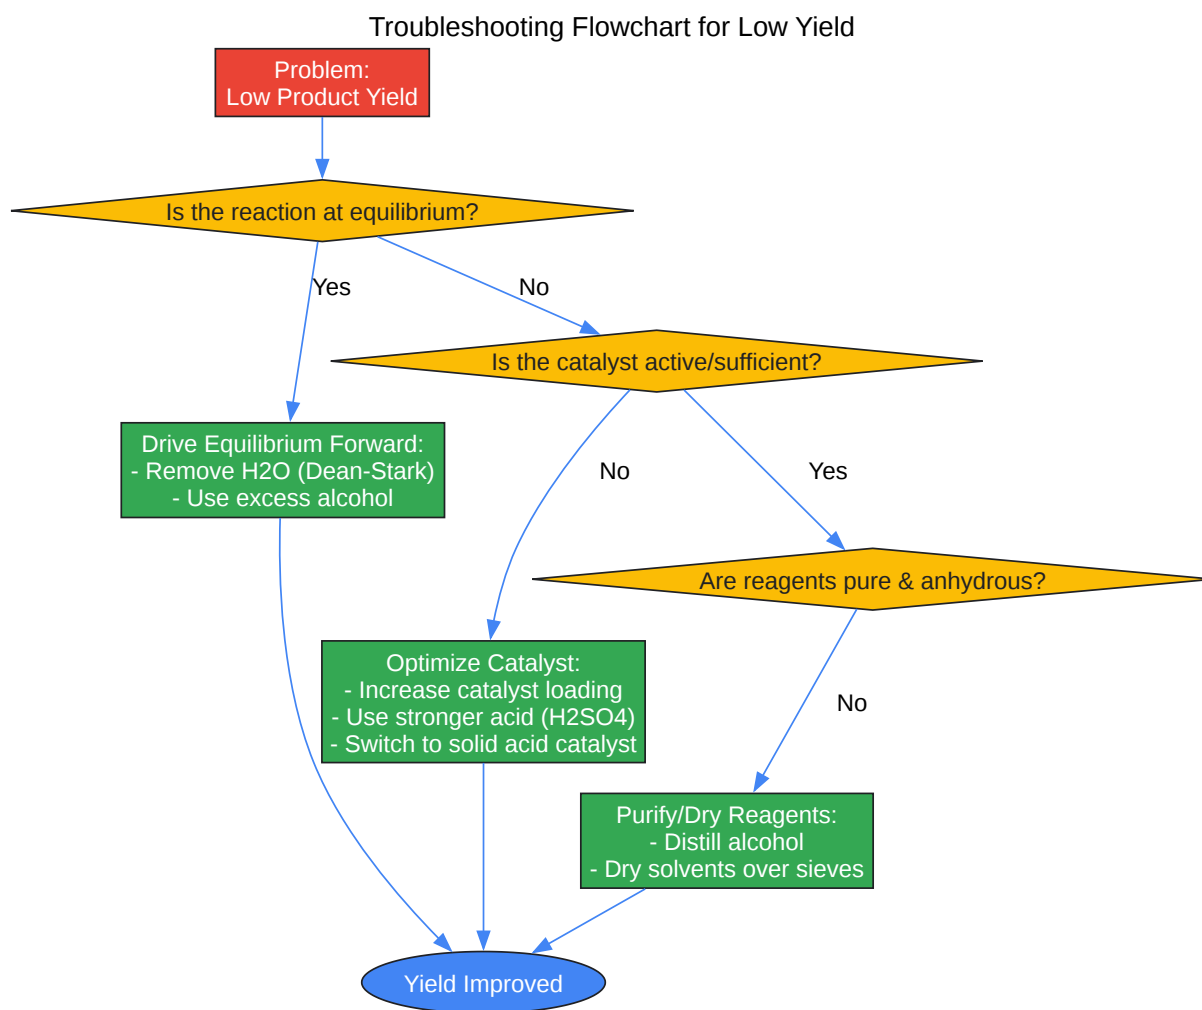 Troubleshooting Flowchart for Low Yield
Problem:
Low Product Yield
Is the reaction at equilibrium?
Yes
No
Is the catalyst active/sufficient?
Drive Equilibrium Forward:
- Remove H2O (Dean-Stark)
- Use excess alcohol
No
Yes
Are reagents pure & anhydrous?
Optimize Catalyst:
- Increase catalyst loading
- Use stronger acid (H2SO4)
- Switch to solid acid catalyst
No
Purify/Dry Reagents:
- Distill alcohol
- Dry solvents over sieves
Yield Improved